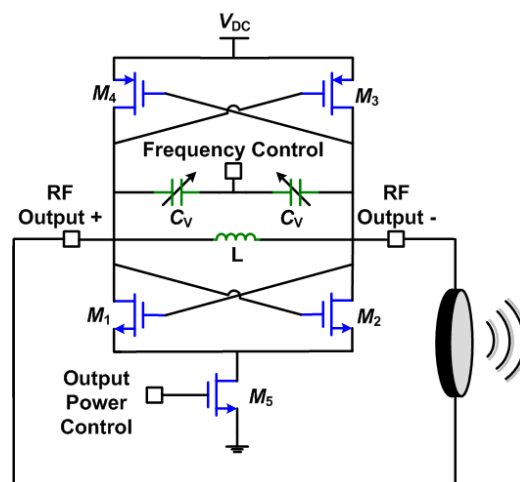 VDC
M4
M3
Frequency Control
RF
Output +
CV
CV
RF
Output -
L
M1
M2
Output
Power
Control
M5